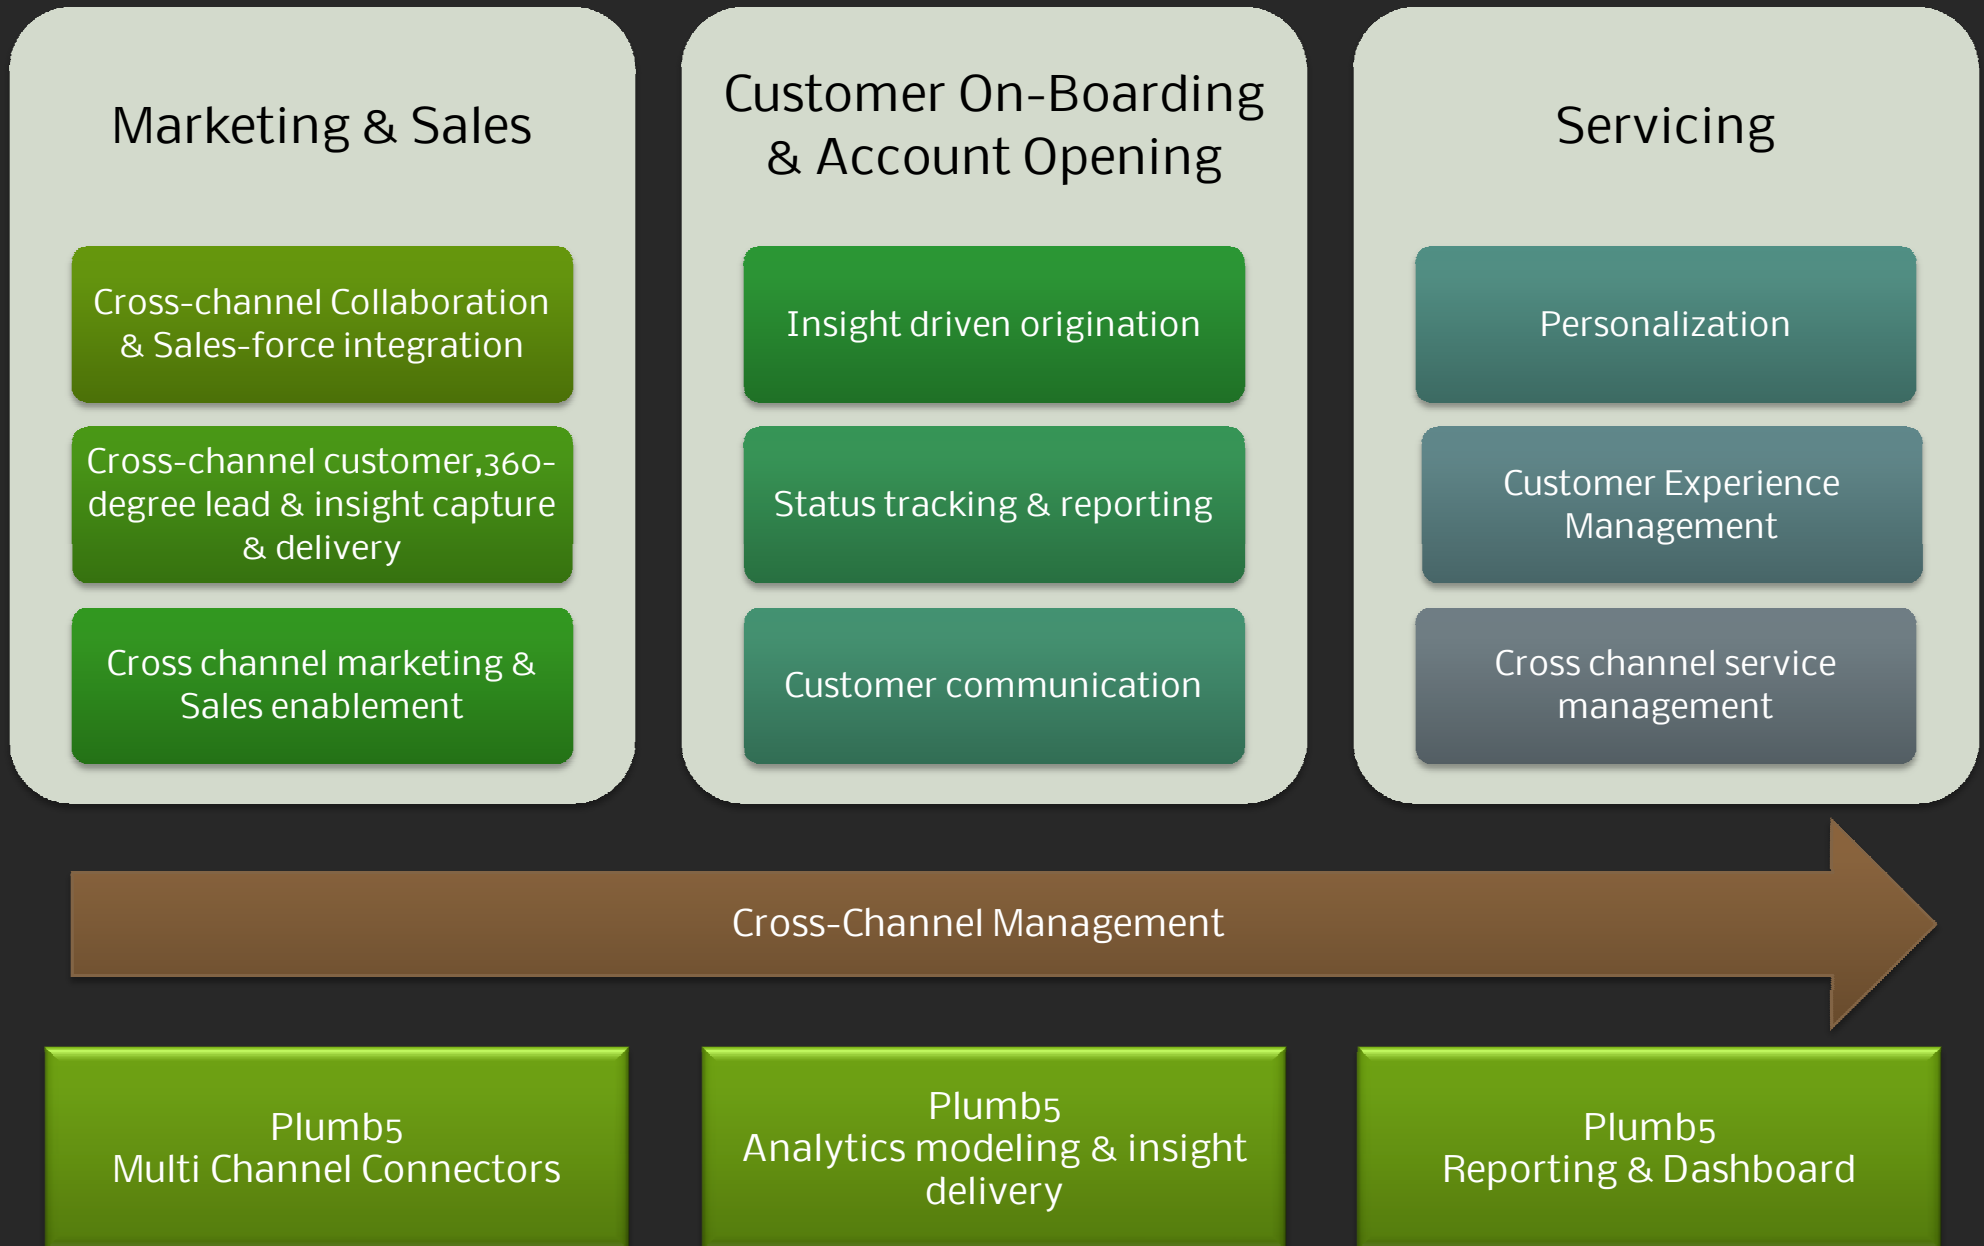 Marketing & Sales
Cross-channel Collaboration
& Sales-force integration
Cross-channel customer,360-
degree lead & insight capture
& delivery
Cross channel marketing &
Sales enablement
Customer On-Boarding
& Account Opening
Insight driven origination
Status tracking & reporting
Customer communication
Servicing
Personalization
Customer Experience
Management
Cross channel service
management
Cross-Channel Management
Plumb5
Multi Channel Connectors
Plumb5
Analytics modeling & insight
delivery
Plumb5
Reporting & Dashboard